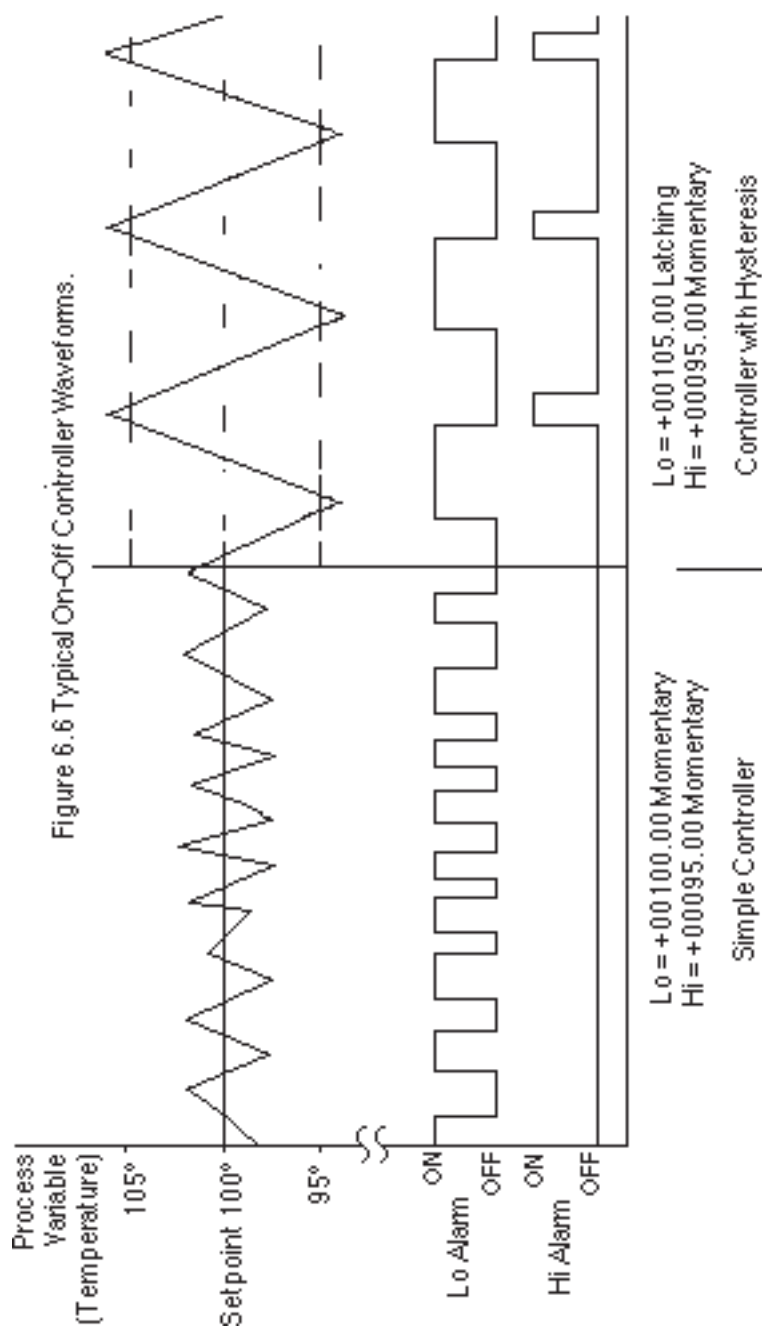 Figure 6.6 Typical On-Off Controller Waveforms.
Process
Variable
(Temperature)
105°
Setpoint 100°
95°
ON
Lo Alarm
OFF
ON
Hi Alarm
OFF
Lo = +00100.00 Momentary
Hi = +00095.00 Momentary
Simple Controller
Lo = +00105.00 Latching
Hi = +00095.00 Momentary
Controller with Hysteresis